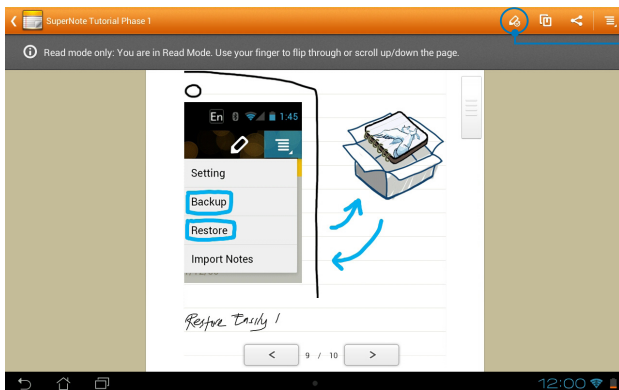 SuperNote Tutorial Phase 1
Read mode only: You are in Read Mode. Use your finger to flip through or scroll up/down the page.
En 1:45
Setting
Backup
Restore
Import Notes
Restore Easily !
< 9 / 10 >
12:00